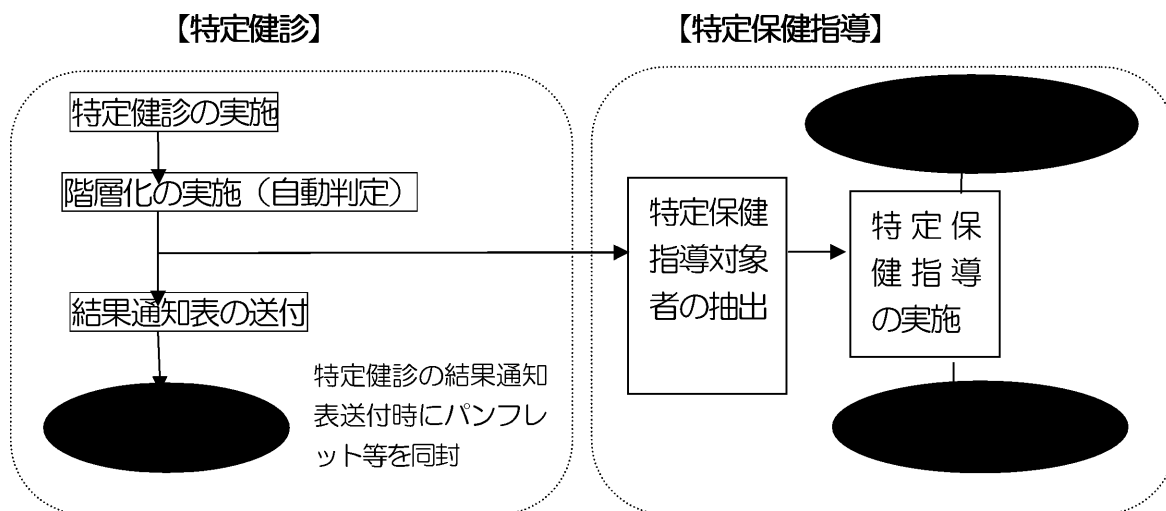 【特定健診】
【特定保健指導】
特定健診の実施
階層化の実施（自動判定）
結果通知表の送付
特定健診の結果通知
表送付時にパンフレ
ット等を同封
特定保健
指導対象
者の抽出
特定保
健指導
の実施